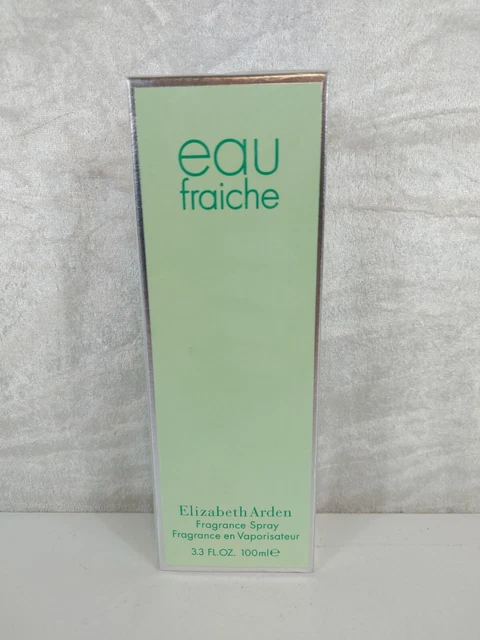 eau
fraiche
Elizabeth Arden
Fragrance Spray
Fragrance en Vaporisateur
3.3 FL.OZ. 100ml℮